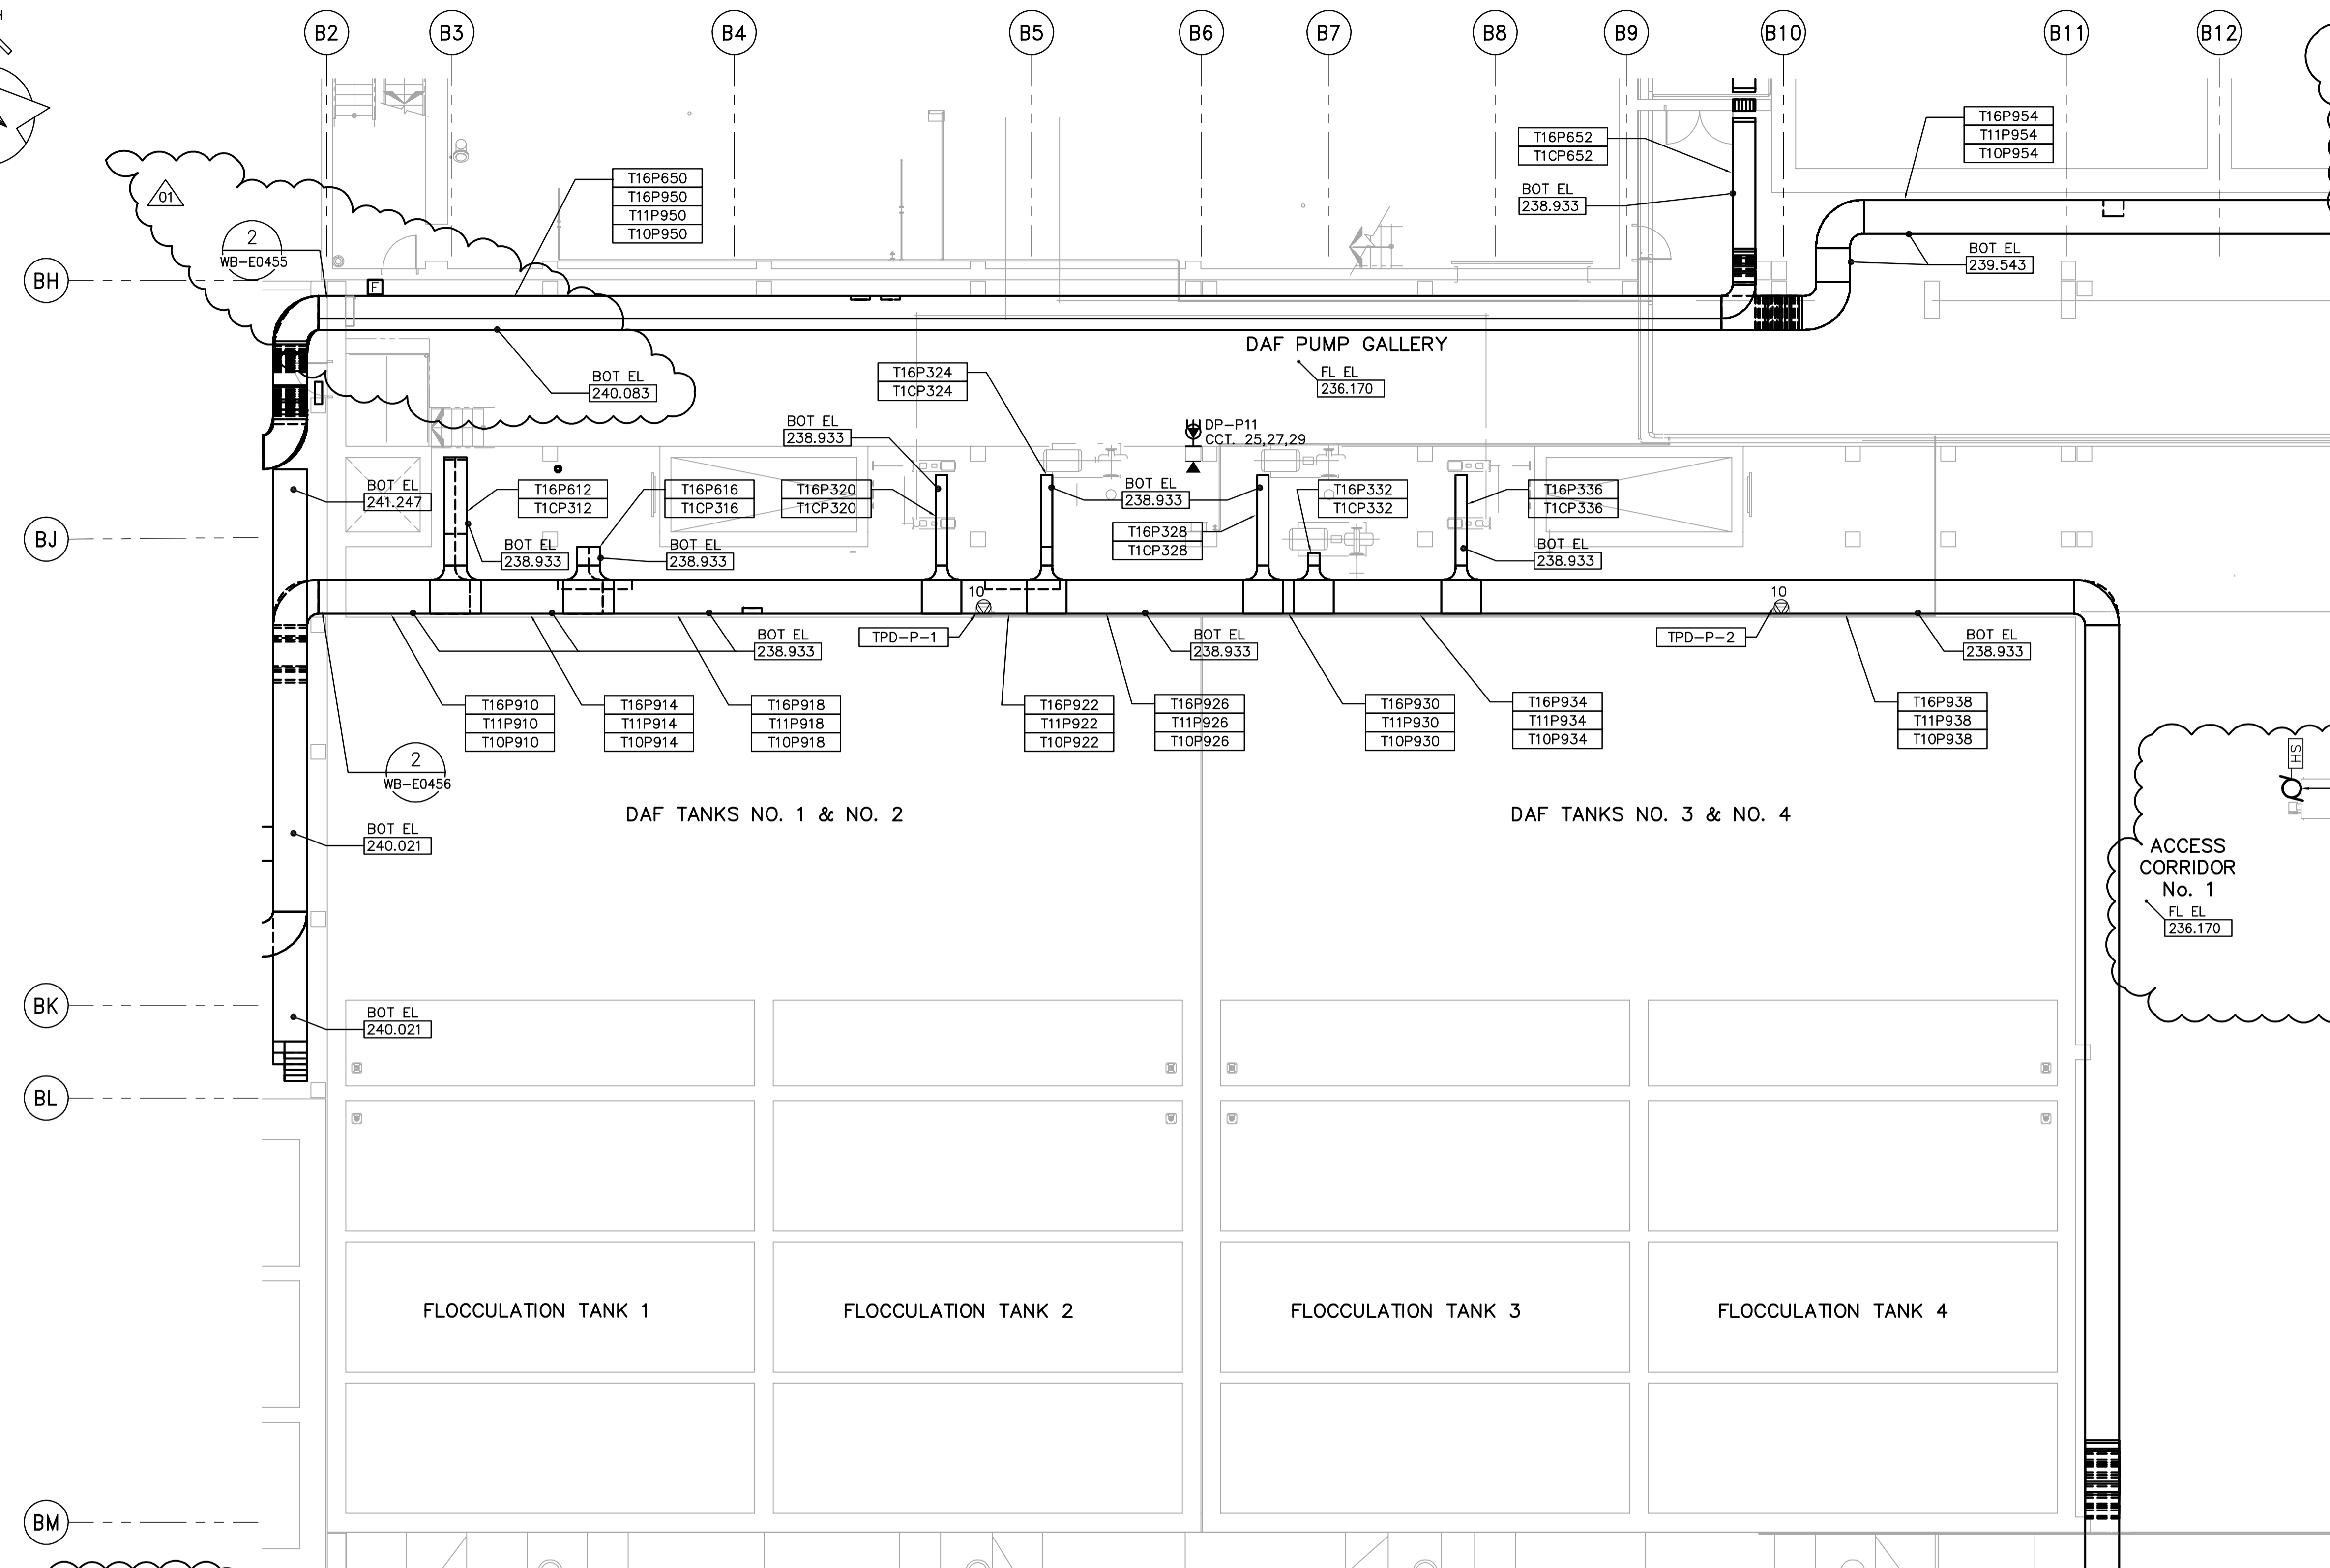 B2
B3
B4
B5
B6
B7
B8
B9
B10
B11
B12
01
2
WB-E0455
T16P650
T16P950
T11P950
T10P950
T16P652
T1CP652
BOT EL
238.933
T16P954
T11P954
T10P954
BOT EL
239.543
BH
F
DAF PUMP GALLERY
FL EL
236.170
BOT EL
240.083
T16P324
T1CP324
BOT EL
238.933
DP-P11
CCT. 25,27,29
BOT EL
241.247
T16P612
T1CP312
T16P616
T1CP316
T16P320
T1CP320
BOT EL
238.933
T16P332
T1CP332
T16P336
T1CP336
T16P328
T1CP328
BJ
BOT EL
238.933
BOT EL
238.933
BOT EL
238.933
10
10
TPD-P-1
TPD-P-2
BOT EL
238.933
BOT EL
238.933
BOT EL
238.933
T16P910
T11P910
T10P910
T16P914
T11P914
T10P914
T16P918
T11P918
T10P918
T16P922
T11P922
T10P922
T16P926
T11P926
T10P926
T16P930
T11P930
T10P930
T16P934
T11P934
T10P934
T16P938
T11P938
T10P938
2
WB-E0456
SH
DAF TANKS NO. 1 & NO. 2
DAF TANKS NO. 3 & NO. 4
BOT EL
240.021
ACCESS
CORRIDOR
No. 1
FL EL
236.170
BK
BOT EL
240.021
BL
FLOCCULATION TANK 1
FLOCCULATION TANK 2
FLOCCULATION TANK 3
FLOCCULATION TANK 4
BM